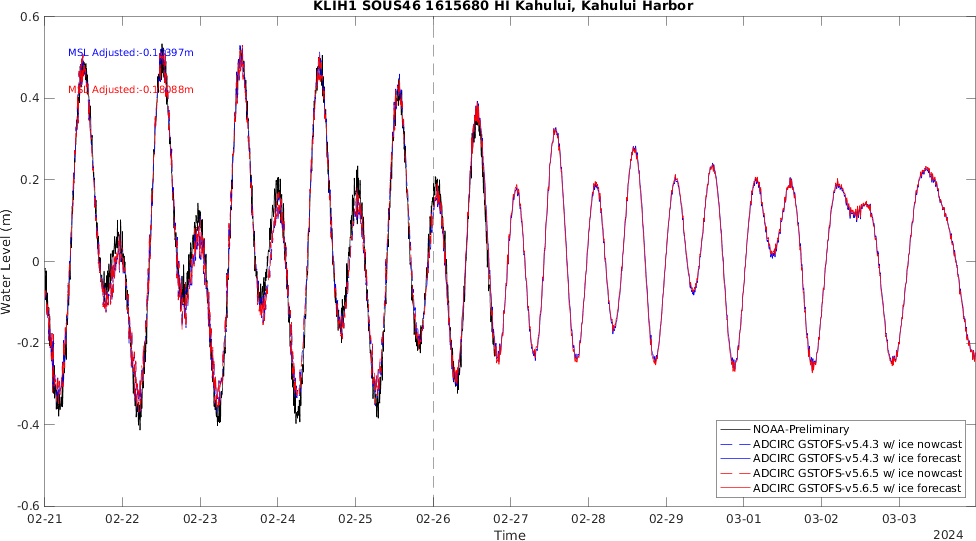 KLIH1 SOUS46 1615680 HI Kahului, Kahului Harbor
MSL Adjusted:-0.18397m
MSL Adjusted:-0.18088m
Water Level (m)
0.6
0.4
0.2
0
-0.2
-0.4
-0.6
NOAA-Preliminary
ADCIRC GSTOFS-v5.4.3 w/ ice nowcast
ADCIRC GSTOFS-v5.4.3 w/ ice forecast
ADCIRC GSTOFS-v5.6.5 w/ ice nowcast
ADCIRC GSTOFS-v5.6.5 w/ ice forecast
02-21 02-22 02-23 02-24 02-25 02-26 02-27 02-28 02-29 03-01 03-02 03-03
Time
2024